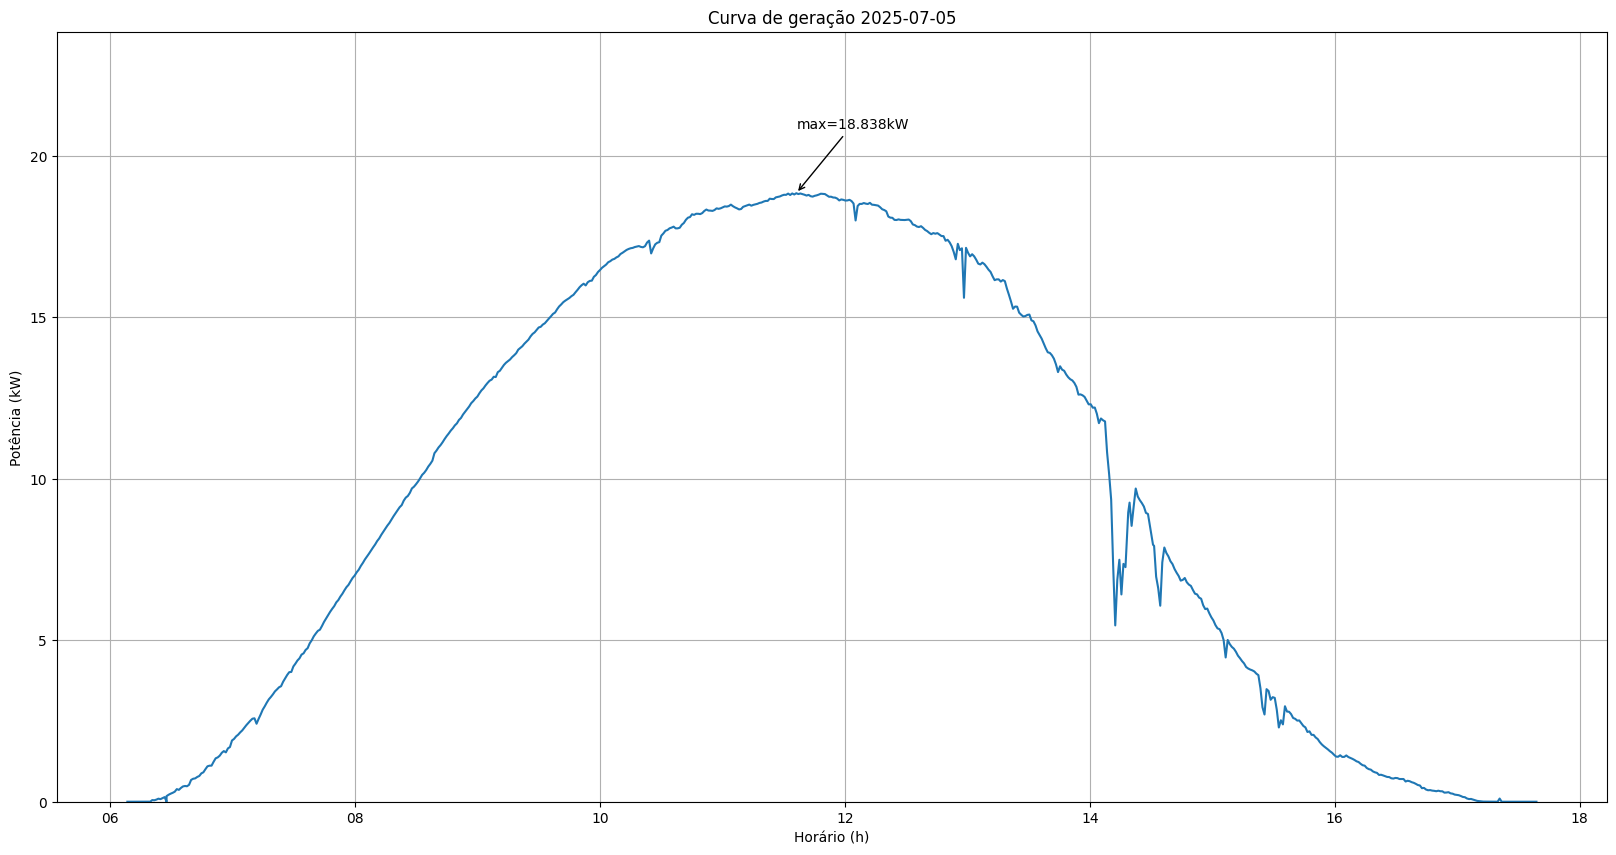 Curva de geração 2025-07-05
max=18.838kW
20
15
10
5
0
Potência (kW)
06 08 10 12 14 16 18
Horário (h)